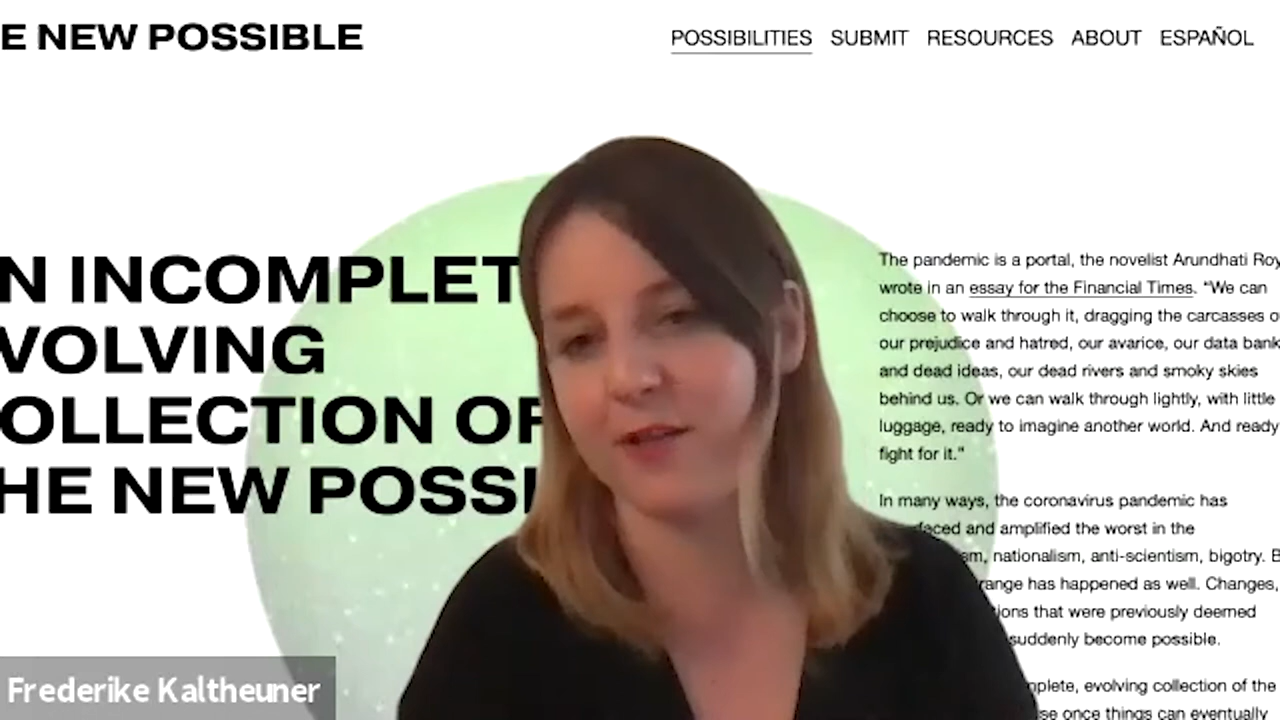 E NEW POSSIBLE
POSSIBILITIES SUBMIT RESOURCES ABOUT ESPAÑOL
N INCOMPLET
VOLVING
OLLECTION OF
HE NEW POSSI
The pandemic is a portal, the novelist Arundhati Roy
wrote in an essay for the Financial Times. “We can
choose to walk through it, dragging the carcasses o
our prejudice and hatred, our avarice, our data bank
and dead ideas, our dead rivers and smoky skies
behind us. Or we can walk through lightly, with little
luggage, ready to imagine another world. And ready
fight for it.”
In many ways, the coronavirus pandemic has
faced and amplified the worst in the
sm, nationalism, anti-scientism, bigotry. B
range has happened as well. Changes,
ions that were previously deemed
suddenly become possible.
nplete, evolving collection of the
se once things can eventually
Frederike Kaltheuner